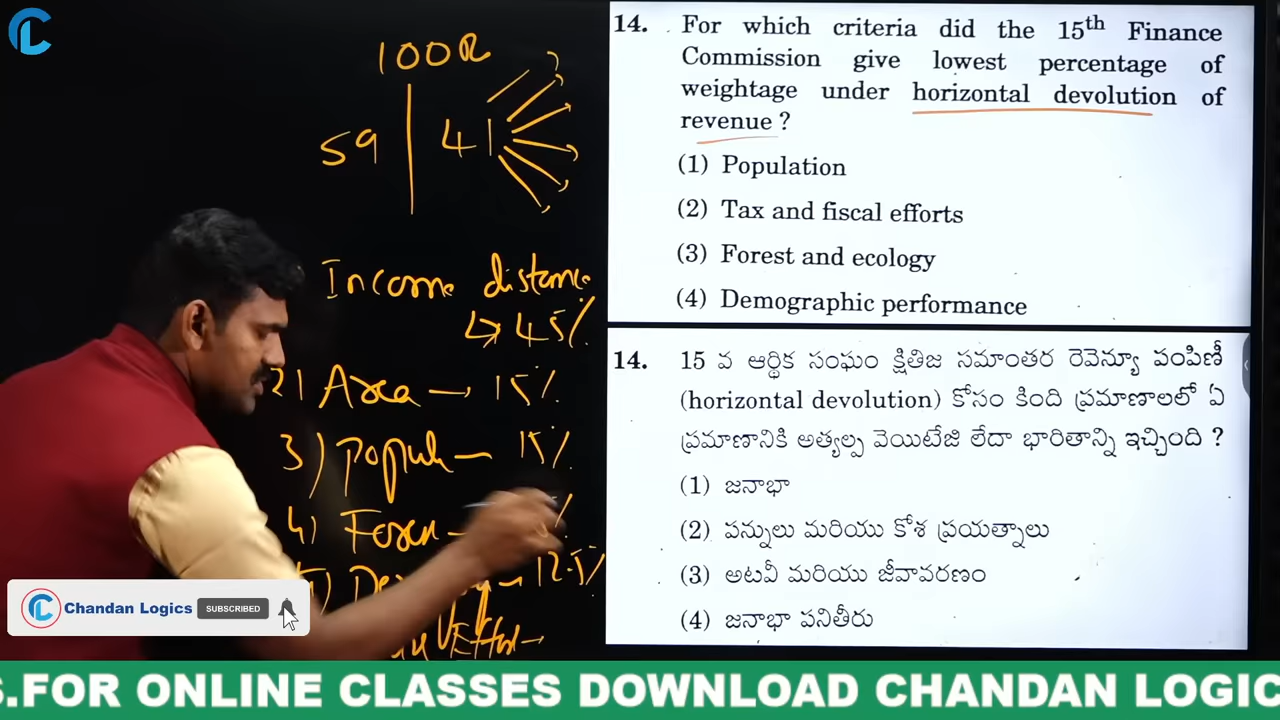 100R
59 | 41
Income distance
↳ 45%
2) Area — 15%
3) Popul — 15%
4) Fores —
12.5%
14. For which criteria did the 15th Finance
Commission give lowest percentage of
weightage under horizontal devolution of
revenue ?
(1) Population
(2) Tax and fiscal efforts
(3) Forest and ecology
(4) Demographic performance
14. 15 వ ఆర్థిక సంఘం క్షితిజ సమాంతర రెవెన్యూ పంపిణీ
(horizontal devolution) కోసం కింది ప్రమాణాలలో ఏ
ప్రమాణానికి అత్యల్ప వెయిటేజి లేదా భారితాన్ని ఇచ్చింది ?
(1) జనాభా
(2) పన్నులు మరియు కోశ ప్రయత్నాలు
(3) అటవీ మరియు జీవావరణం
(4) జనాభా పనితీరు
Chandan Logics SUBSCRIBED
S.FOR ONLINE CLASSES DOWNLOAD CHANDAN LOGIC